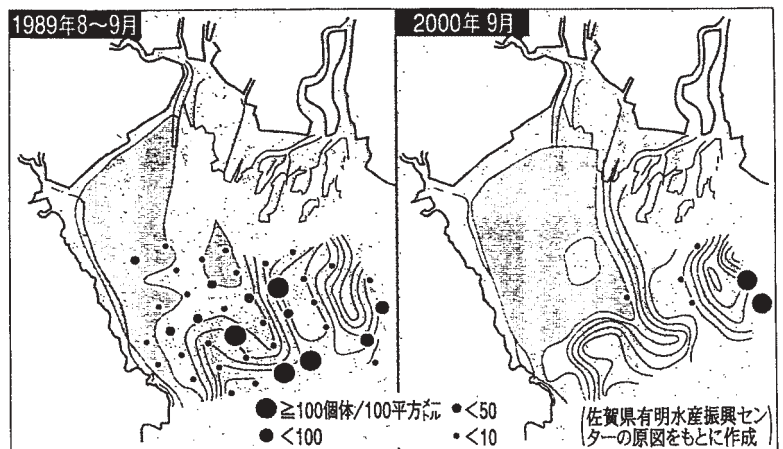 1989年8～9月
2000年 9月
≧100個体/100平方メートル
<50
<100
<10
(佐賀県有明水産振興セン
ターの原図をもとに作成)